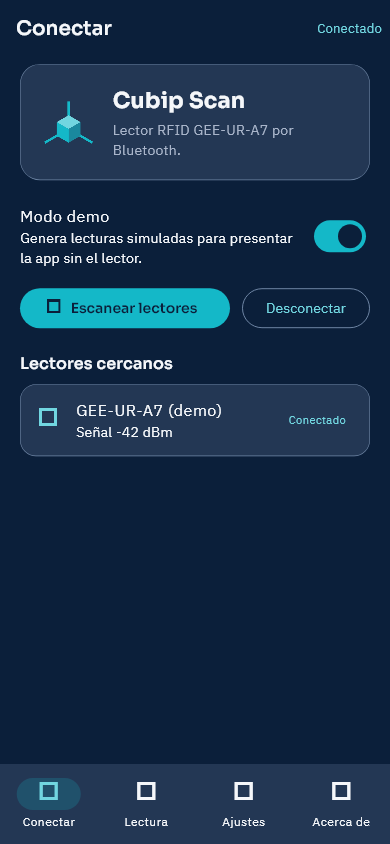 Conectar
Conectado
Cubip Scan
Lector RFID GEE-UR-A7 por
Bluetooth.
Modo demo
Genera lecturas simuladas para presentar
la app sin el lector.
Escanear lectores
Desconectar
Lectores cercanos
GEE-UR-A7 (demo)
Señal -42 dBm
Conectado
Conectar
Lectura
Ajustes
Acerca de